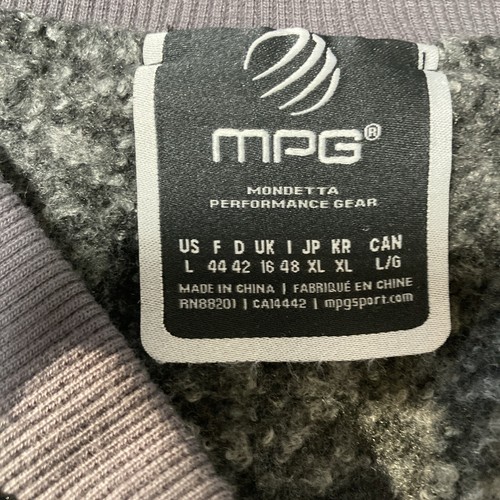 MPG®
MONDETTA
PERFORMANCE GEAR
US F D UK I JP KR CAN
L 44 42 16 48 XL XL L/G
MADE IN CHINA | FABRIQUÉ EN CHINE
RN88201 | CA14442 | mpgsport.com